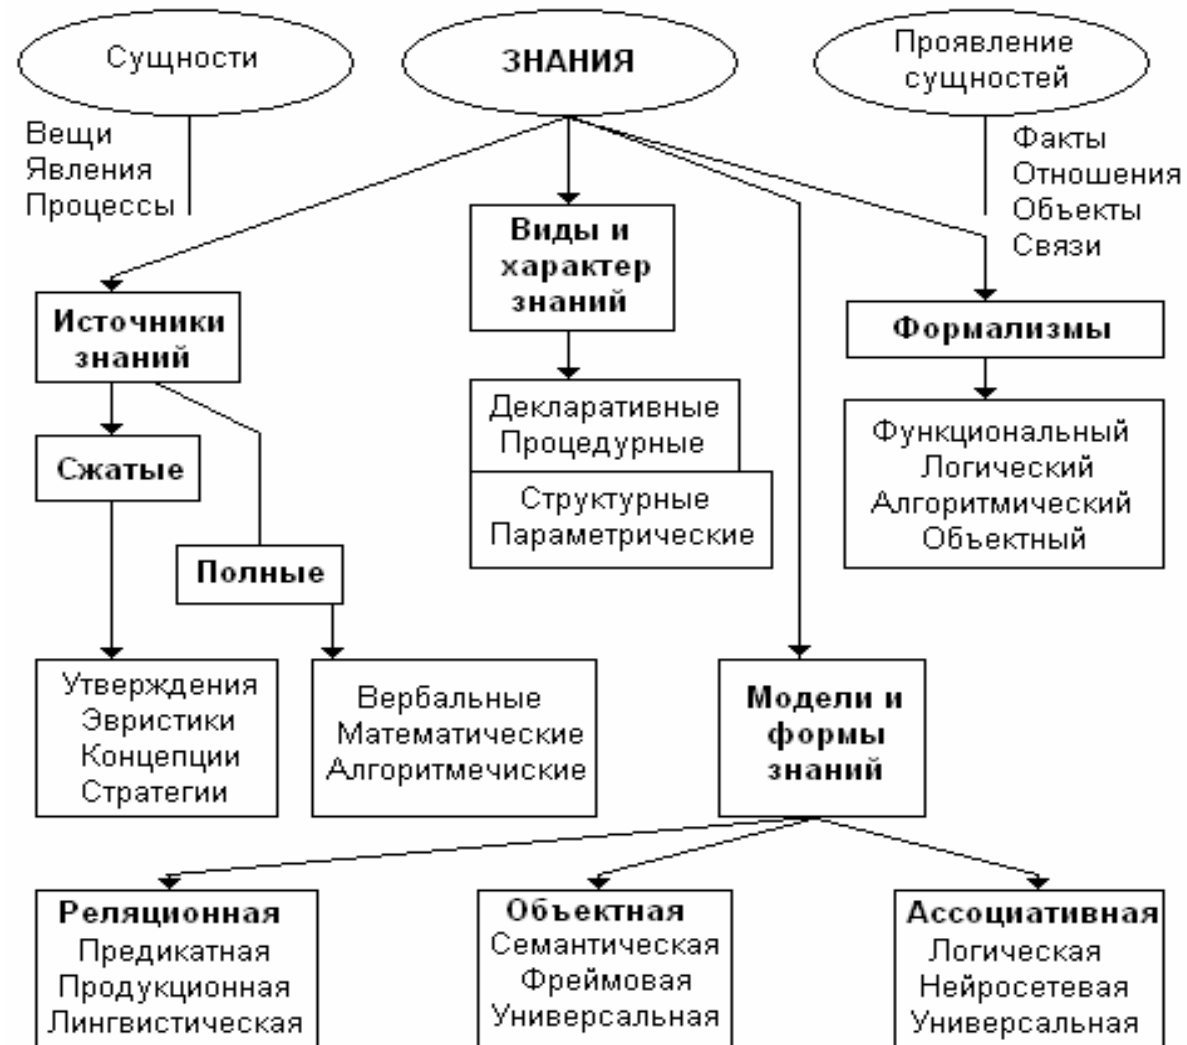 Сущности
ЗНАНИЯ
Проявление
сущностей
Вещи
Явления
Процессы
Факты
Отношения
Объекты
Связи
Виды и
характер
знаний
Источники
знаний
Формализмы
Декларативные
Процедурные
Структурные
Параметрические
Функциональный
Логический
Алгоритмический
Объектный
Сжатые
Полные
Утверждения
Эвристики
Концепции
Стратегии
Вербальные
Математические
Алгоритмечиские
Модели и
формы
знаний
Реляционная
Предикатная
Продукционная
Лингвистическая
Объектная
Семантическая
Фреймовая
Универсальная
Ассоциативная
Логическая
Нейросетевая
Универсальная